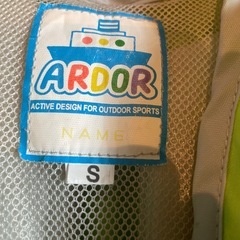 ARDOR
ACTIVE DESIGN FOR OUTDOOR SPORTS
NAME
S